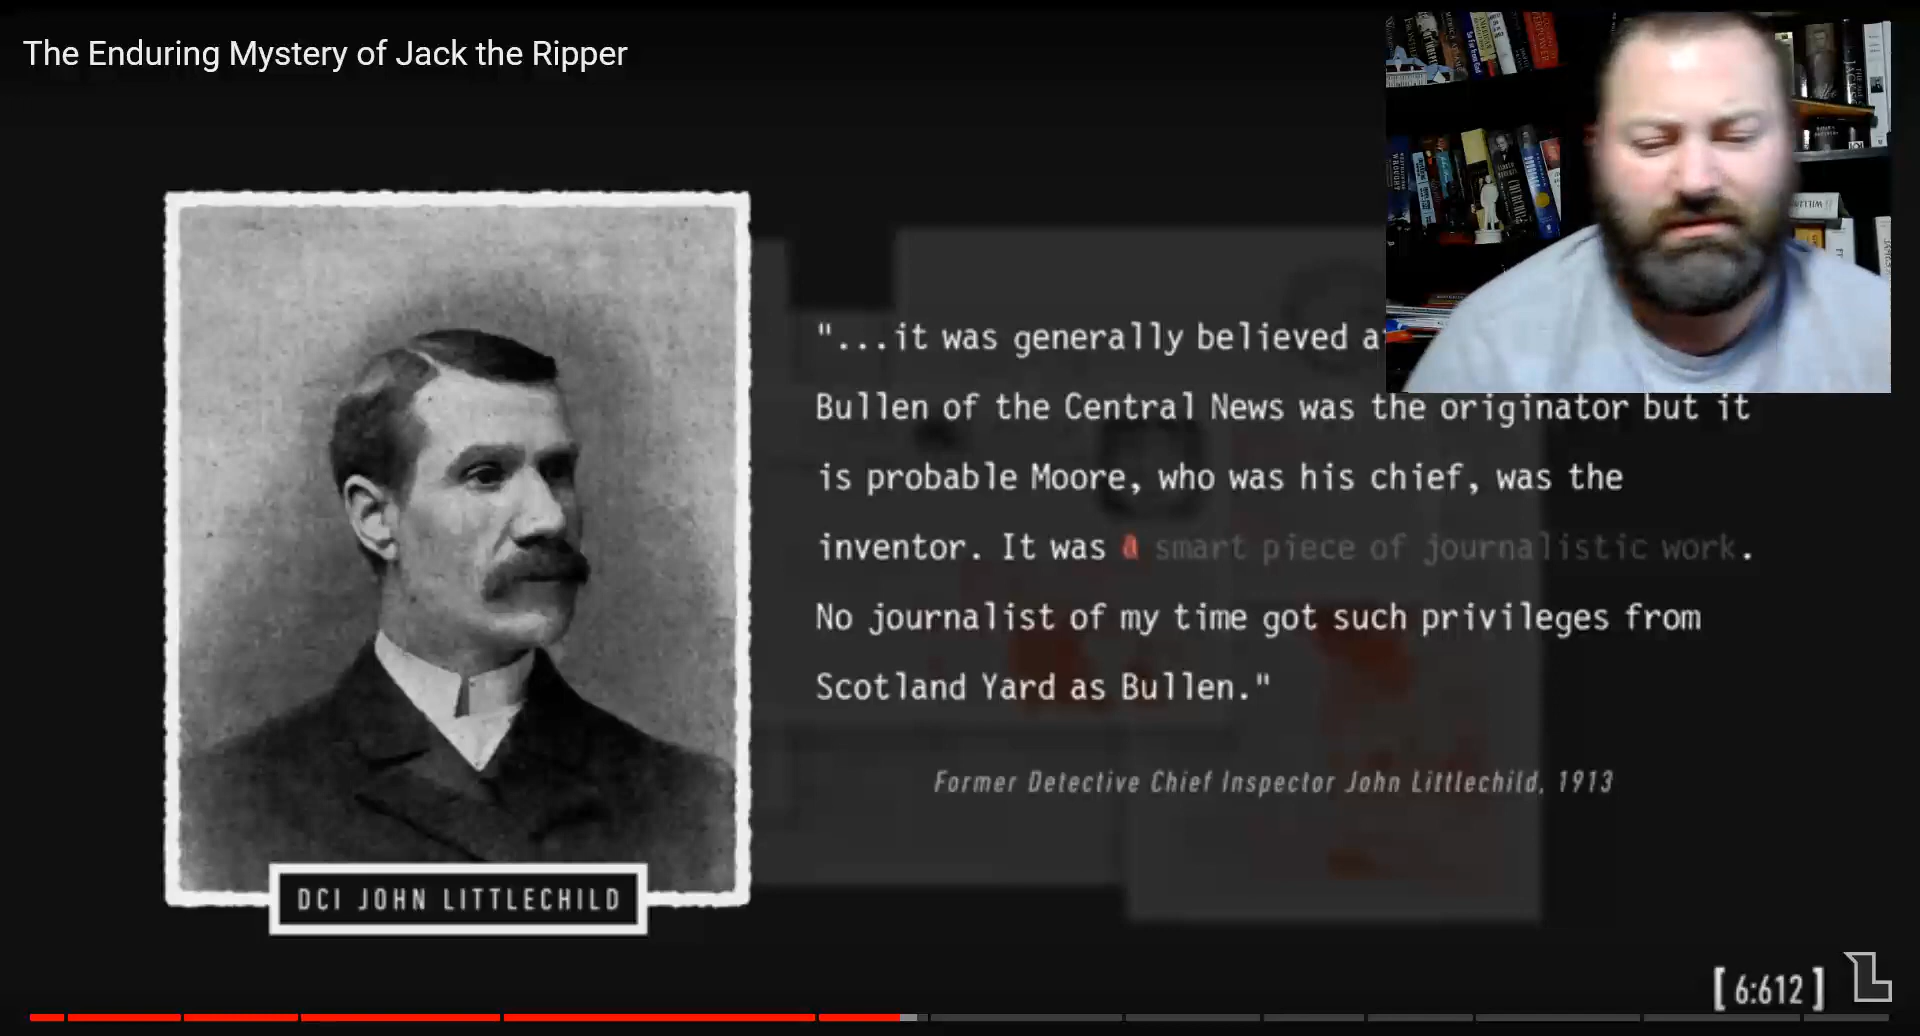 The Enduring Mystery of Jack the Ripper
"...it was generally believed
Bullen of the Central News was the originator but it
is probable Moore, who was his chief, was the
inventor. It was a smart piece of journalistic work.
No journalist of my time got such privileges from
Scotland Yard as Bullen."
Former Detective Chief Inspector John Littlechild, 1913
DCI JOHN LITTLECHILD
[ 6:612 ]
CHURCHILL